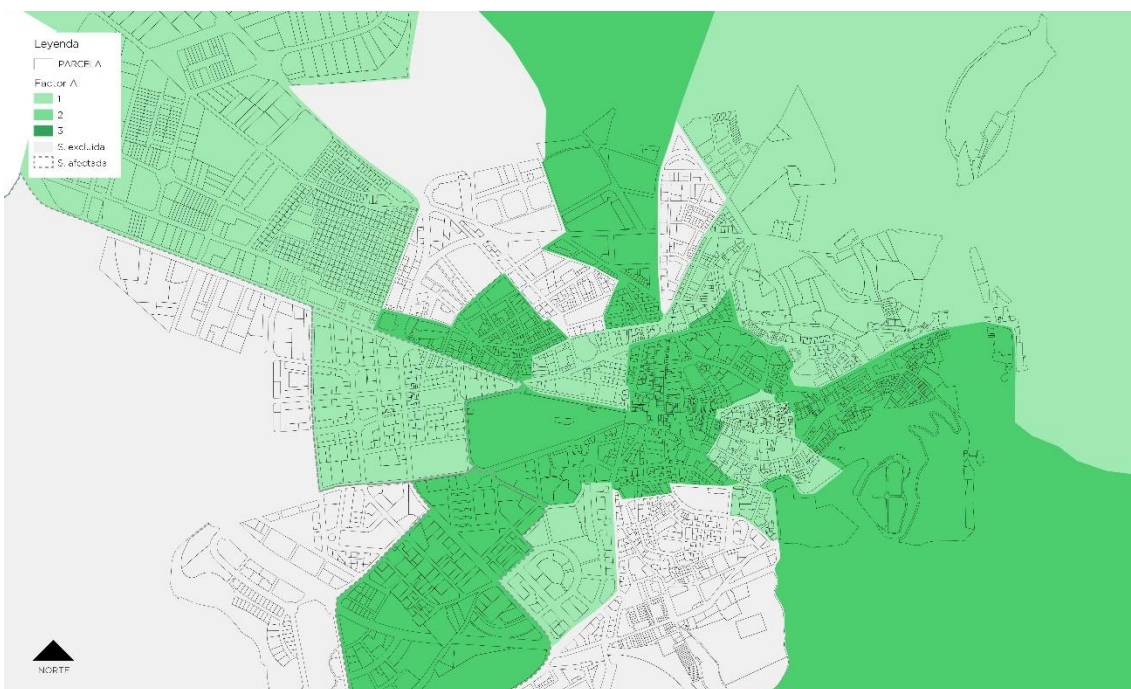 Leyenda
PARCELA
Factor A
1
2
3
S. excluida
S. afectada
NORTE